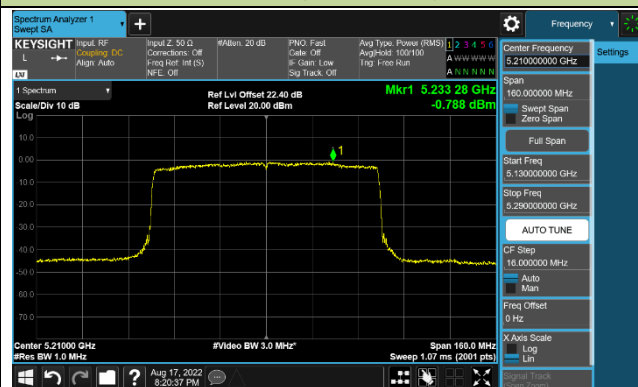 Spectrum Analyzer 1
Swept SA
+
Frequency
KEYSIGHT
L
LXI
Input: RF
Coupling: DC
Align: Auto
Input Z: 50 Ω
Corrections: Off
Freq Ref: Int (S)
NFE: Off
#Atten: 20 dB
PNO: Fast
Gate: Off
IF Gain: Low
Sig Track: Off
Avg Type: Power (RMS)
Avg|Hold: 100/100
Trig: Free Run
1 2 3 4 5 6
A W W W W W
A N N N N N
1 Spectrum
Scale/Div 10 dB
Log
Ref Lvl Offset 22.40 dB
Ref Level 20.00 dBm
Mkr1 5.233 28 GHz
-0.788 dBm
1
10.0
0.00
-10.0
-20.0
-30.0
-40.0
-50.0
-60.0
-70.0
Center 5.21000 GHz
#Res BW 1.0 MHz
#Video BW 3.0 MHz*
Span 160.0 MHz
Sweep 1.07 ms (2001 pts)
Center Frequency
5.210000000 GHz
Settings
Span
160.000000 MHz
Swept Span
Zero Span
Full Span
Start Freq
5.130000000 GHz
Stop Freq
5.290000000 GHz
AUTO TUNE
CF Step
16.000000 MHz
Auto
Man
Freq Offset
0 Hz
X Axis Scale
Log
Lin
Signal Track
(Span Zoom)
?
Aug 17, 2022
8:20:37 PM